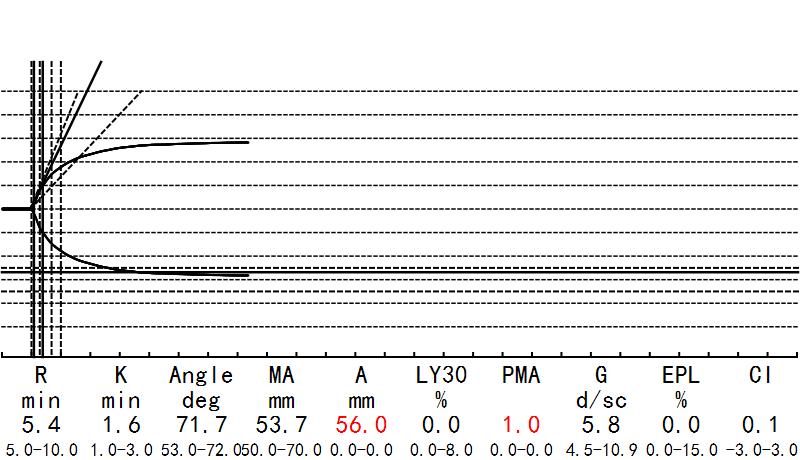 R K Angle MA A LY30 PMA G EPL CI
min min deg mm mm % d/sc %
5.4 1.6 71.7 53.7 56.0 0.0 1.0 5.8 0.0 0.1
5.0-10.0 1.0-3.0 53.0-72.0 50.0-70.0 0.0-0.0 0.0-8.0 0.0-0.0 4.5-10.9 0.0-15.0 -3.0-3.0